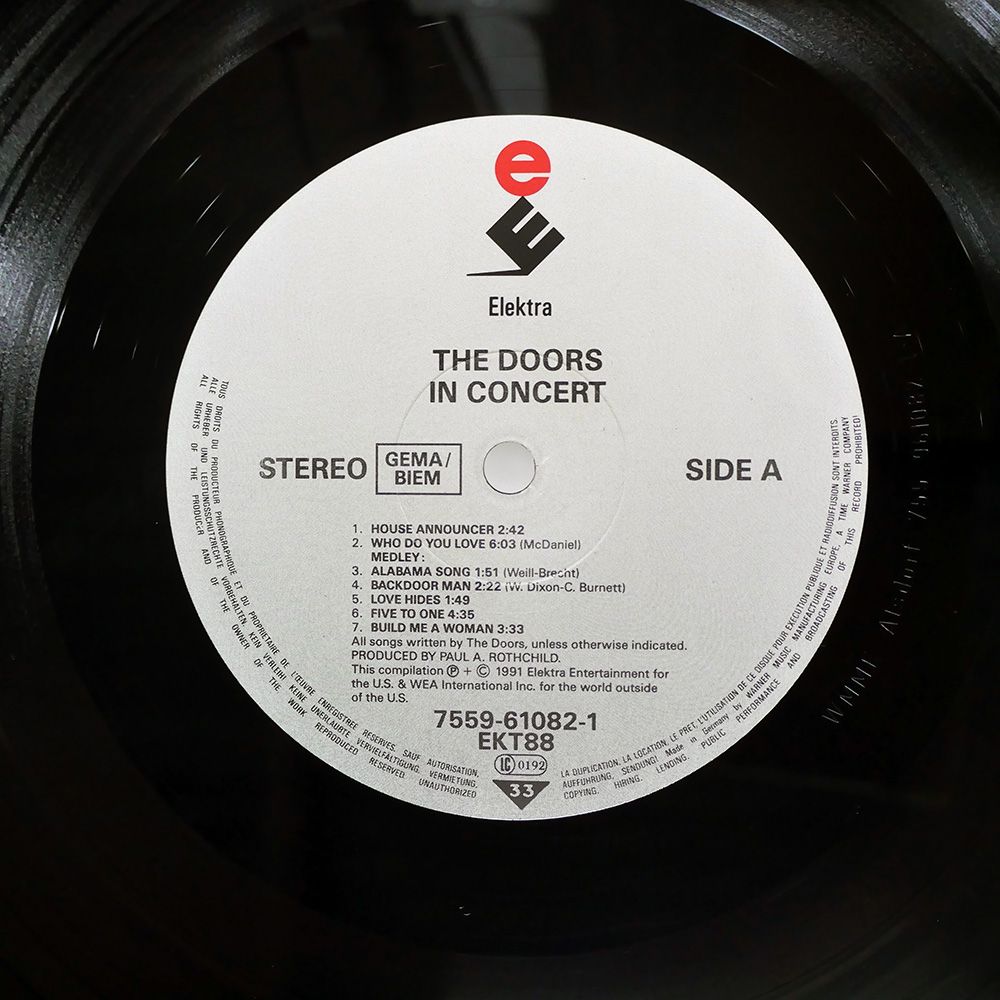 e
E
Elektra
THE DOORS
IN CONCERT
STEREO
GEMA/
BIEM
SIDE A
1. HOUSE ANNOUNCER 2:42
2. WHO DO YOU LOVE 6:03 (McDaniel)
MEDLEY:
3. ALABAMA SONG 1:51 (Weill-Brecht)
4. BACKDOOR MAN 2:22 (W. Dixon-C. Burnett)
5. LOVE HIDES 1:49
6. FIVE TO ONE 4:35
7. BUILD ME A WOMAN 3:33
All songs written by The Doors, unless otherwise indicated.
PRODUCED BY PAUL A. ROTHCHILD.
This compilation ℗ + © 1991 Elektra Entertainment for
the U.S. & WEA International Inc. for the world outside
of the U.S.
7559-61082-1
EKT88
LC 0192
33
TOUS DROITS DU PRODUCTEUR PHONOGRAPHIQUE ET DU PROPRIETAIRE DE L'ŒUVRE ENREGISTREE RESERVES. SAUF AUTORISATION,
LA DUPLICATION, LA LOCATION, LE PRET, L'UTILISATION DE CE DISQUE POUR EXECUTION PUBLIQUE ET RADIODIFFUSION SONT INTERDITS.
ALLE URHEBER UND LEISTUNGSSCHUTZRECHTE VORBEHALTEN KEIN VERLEIH! KEINE UNERLAUBTE VERVIELFÄLTIGUNG, VERMIETUNG,
AUFFUHRUNG, SENDUNG! Made in Germany by WARNER MUSIC MANUFACTURING EUROPE, A TIME WARNER COMPANY
ALL RIGHTS OF THE PRODUCER AND OF THE OWNER OF THE WORK REPRODUCED RESERVED UNAUTHORIZED
COPYING, HIRING, LENDING, PUBLIC PERFORMANCE AND BROADCASTING OF THIS RECORD PROHIBITED!